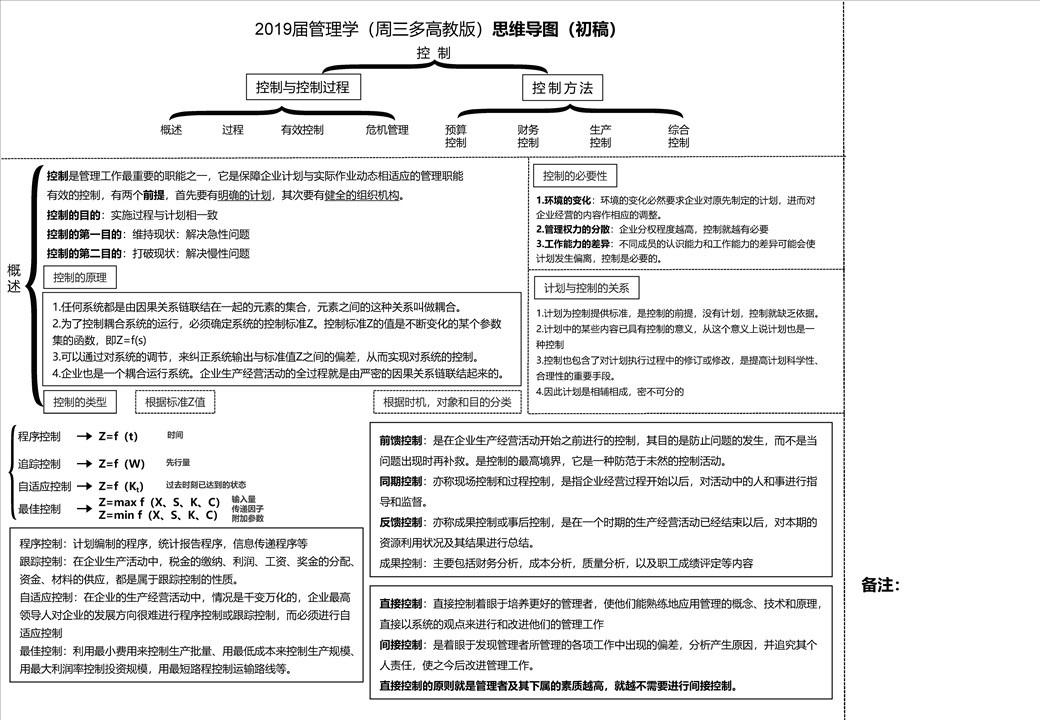 2019届管理学（周三多高教版）思维导图（初稿）
控 制
控制与控制过程
控制方法
概述
过程
有效控制
危机管理
预算
控制
财务
控制
生产
控制
综合
控制
概述
控制是管理工作最重要的职能之一，它是保障企业计划与实际作业动态相适应的管理职能
有效的控制，有两个前提，首先要有明确的计划，其次要有健全的组织机构。
控制的目的：实施过程与计划相一致
控制的第一目的：维持现状：解决急性问题
控制的第二目的：打破现状：解决慢性问题
控制的原理
1.任何系统都是由因果关系链联结在一起的元素的集合，元素之间的这种关系叫做耦合。
2.为了控制耦合系统的运行，必须确定系统的控制标准Z。控制标准Z的值是不断变化的某个参数
集的函数，即Z=f(s)
3.可以通过对系统的调节，来纠正系统输出与标准值Z之间的偏差，从而实现对系统的控制。
4.企业也是一个耦合运行系统。企业生产经营活动的全过程就是由严密的因果关系链联结起来的。
控制的类型
根据标准Z值
根据时机，对象和目的分类
控制的必要性
1.环境的变化：环境的变化必然要求企业对原先制定的计划，进而对
企业经营的内容作相应的调整。
2.管理权力的分散：企业分权程度越高，控制就越有必要
3.工作能力的差异：不同成员的认识能力和工作能力的差异可能会使
计划发生偏离，控制是必要的。
计划与控制的关系
1.计划为控制提供标准，是控制的前提，没有计划，控制就缺乏依据。
2.计划中的某些内容已具有控制的意义，从这个意义上说计划也是一
种控制
3.控制也包含了对计划执行过程中的修订或修改，是提高计划科学性、
合理性的重要手段。
4.因此计划是相辅相成，密不可分的
程序控制 → Z=f（t） 时间
追踪控制 → Z=f（W） 先行量
自适应控制 → Z=f（Kt） 过去时刻已达到的状态
最佳控制 → Z=max f（X、S、K、C）
Z=min f（X、S、K、C）
输入量
传递因子
附加参数
程序控制：计划编制的程序，统计报告程序，信息传递程序等
跟踪控制：在企业生产活动中，税金的缴纳、利润、工资、奖金的分配、
资金、材料的供应，都是属于跟踪控制的性质。
自适应控制：在企业的生产经营活动中，情况是千变万化的，企业最高
领导人对企业的发展方向很难进行程序控制或跟踪控制，而必须进行自
适应控制
最佳控制：利用最小费用来控制生产批量、用最低成本来控制生产规模、
用最大利润率控制投资规模，用最短路程控制运输路线等。
前馈控制：是在企业生产经营活动开始之前进行的控制，其目的是防止问题的发生，而不是当
问题出现时再补救。是控制的最高境界，它是一种防范于未然的控制活动。
同期控制：亦称现场控制和过程控制，是指企业经营过程开始以后，对活动中的人和事进行指
导和监督。
反馈控制：亦称成果控制或事后控制，是在一个时期的生产经营活动已经结束以后，对本期的
资源利用状况及其结果进行总结。
成果控制：主要包括财务分析，成本分析，质量分析，以及职工成绩评定等内容
直接控制：直接控制着眼于培养更好的管理者，使他们能熟练地应用管理的概念、技术和原理，
直接以系统的观点来进行和改进他们的管理工作
间接控制：是着眼于发现管理者所管理的各项工作中出现的偏差，分析产生原因，并追究其个
人责任，使之今后改进管理工作。
直接控制的原则就是管理者及其下属的素质越高，就越不需要进行间接控制。
备注：